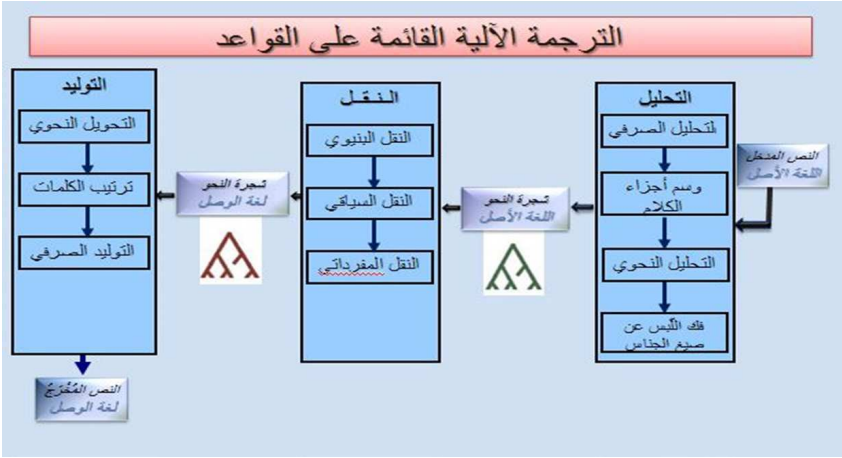 الترجمة الآلية القائمة على القواعد
النص المدخل
اللغة الأصل
التحليل
لتحليل الصرفي
وسم أجزاء
الكلام
التحليل النحوي
فك اللَّبس عن
صيغ الجناس
شجرة النحو
اللغة الأصل
النـقـل
النقل البنيوي
النقل السياقي
النقل المفرداتي
شجرة النحو
لغة الوصل
التوليد
التحويل النحوي
ترتيب الكلمات
التوليد الصرفي
النص المُخْرَجُ
لغة الوصل